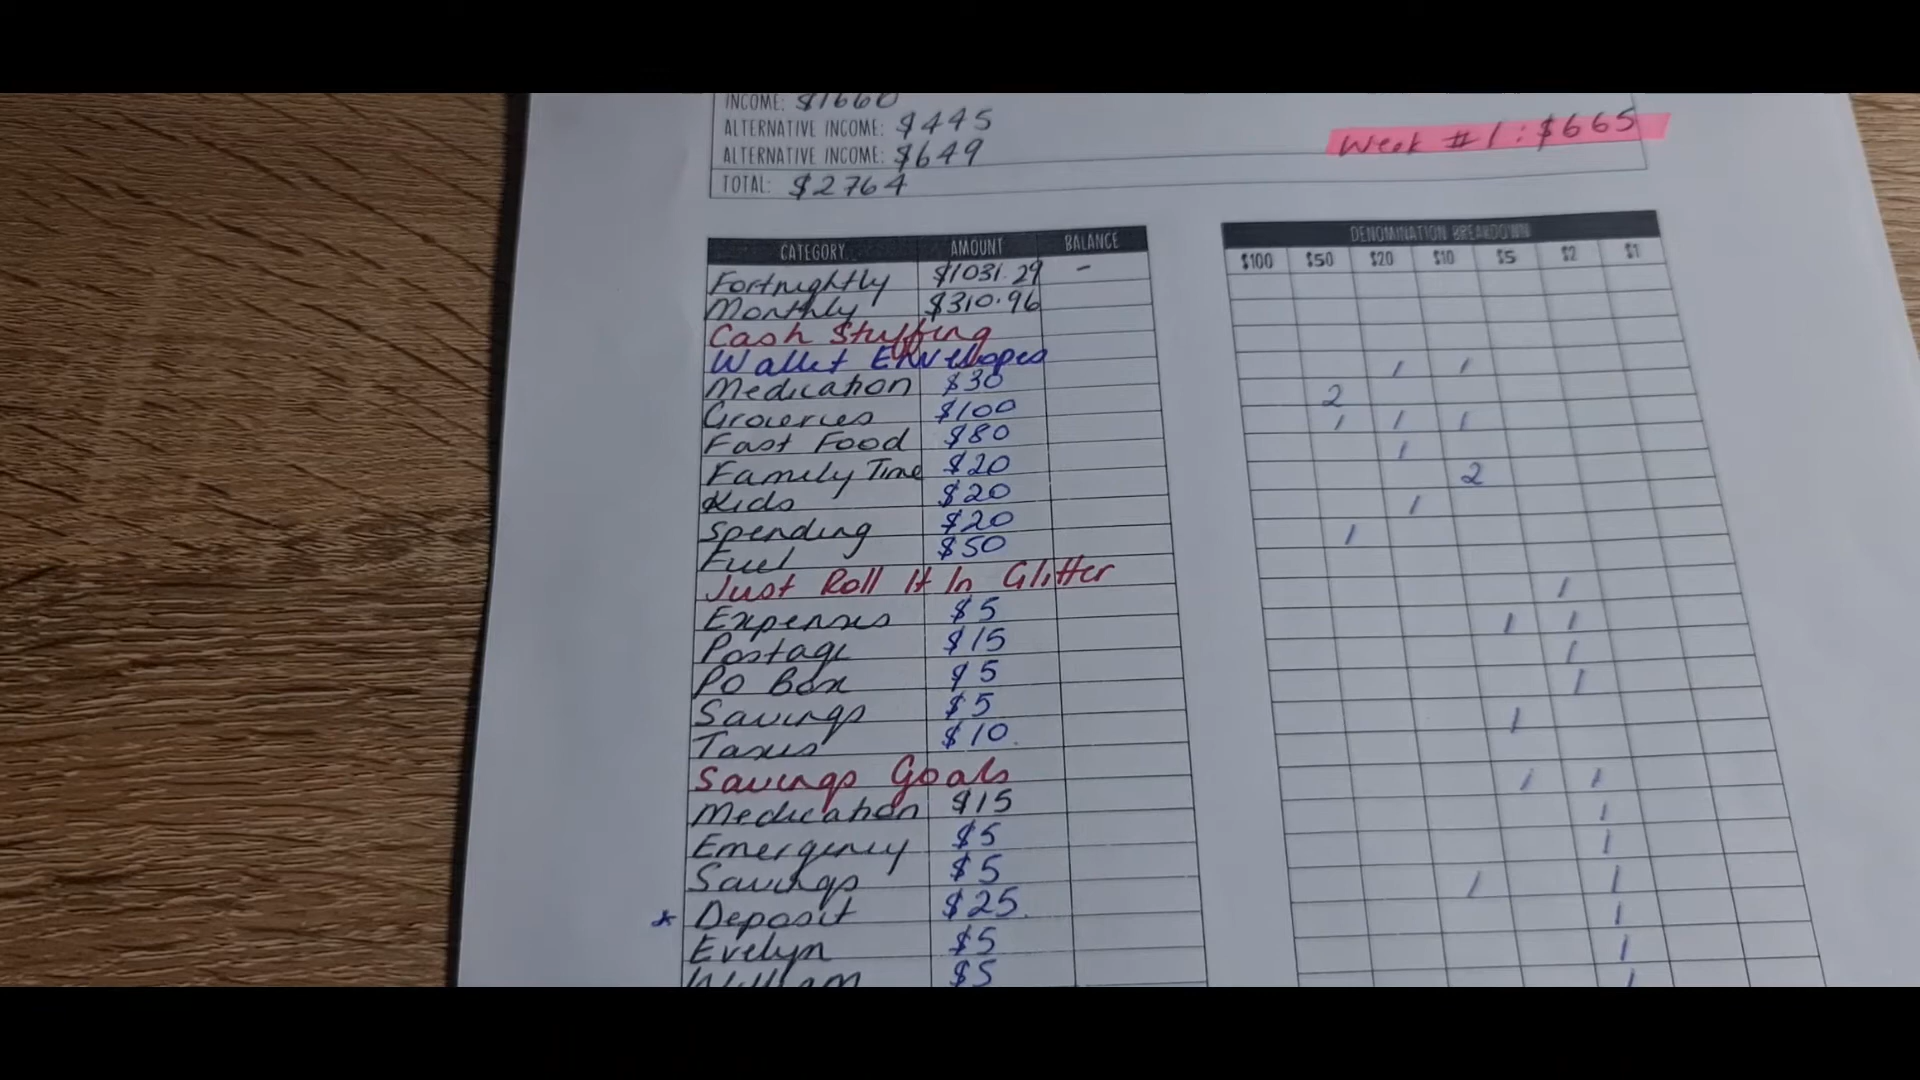 INCOME: $1660
ALTERNATIVE INCOME: $445
ALTERNATIVE INCOME: $649
TOTAL: $2764
Week #1: $665
CATEGORY AMOUNT BALANCE
Fortnightly $1031.29 -
Monthly $310.96
Cash Stuffing
Wallet Envelopes
Medication $30
Groceries $100
Fast Food $80
Family Time $20
Kids $20
Spending $20
Fuel $50
Just Roll It In Glitter
Expenses $5
Postage $15
PO Box $5
Savings $5
Taxes $10
Savings Goals
Medication $15
Emergency $5
Savings $5
* Deposit $25
Evelyn $5
William $5
DENOMINATION BREAKDOWN
$100 $50 $20 $10 $5 $2 $1
1 1
2
1 1 1
1
2
1
1
1
1 1
1
1
1
1 1
1
1
1 1
1
1
1